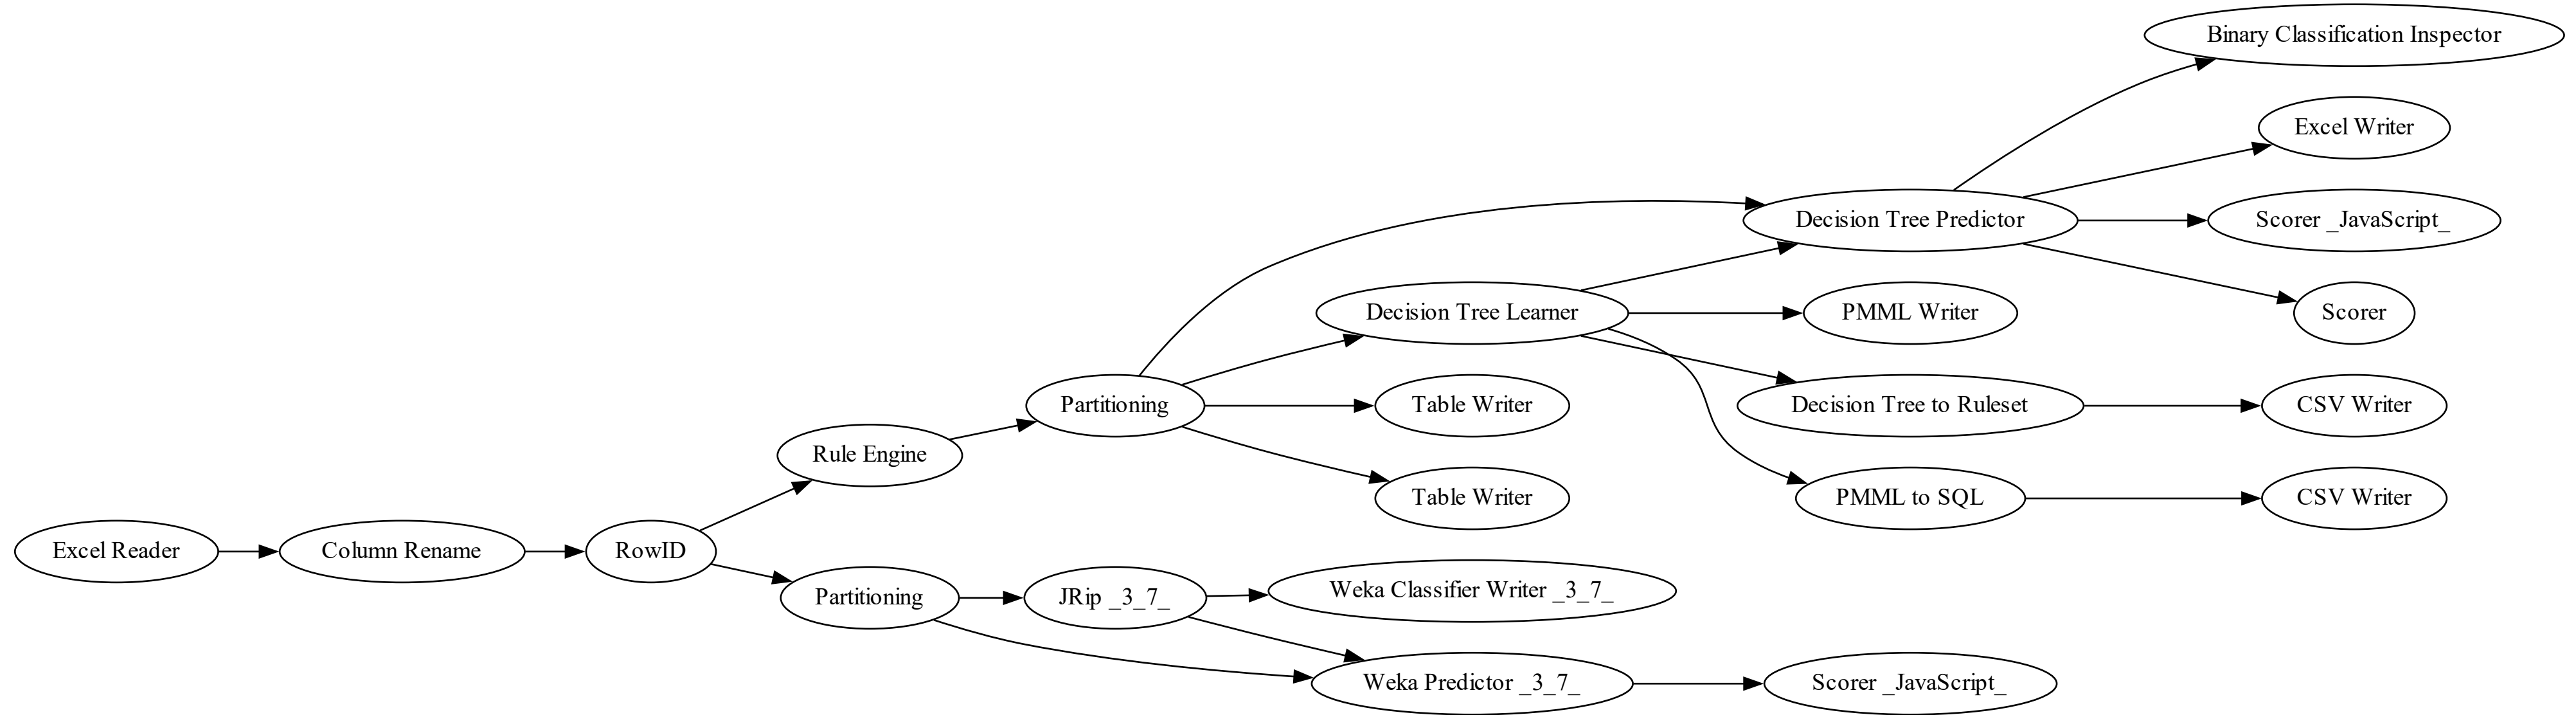 Binary Classification Inspector
Excel Writer
Decision Tree Predictor
Scorer _JavaScript_
Decision Tree Learner
PMML Writer
Scorer
Partitioning
Table Writer
Decision Tree to Ruleset
CSV Writer
Rule Engine
Table Writer
PMML to SQL
CSV Writer
Excel Reader
Column Rename
RowID
Partitioning
JRip _3_7_
Weka Classifier Writer _3_7_
Weka Predictor _3_7_
Scorer _JavaScript_